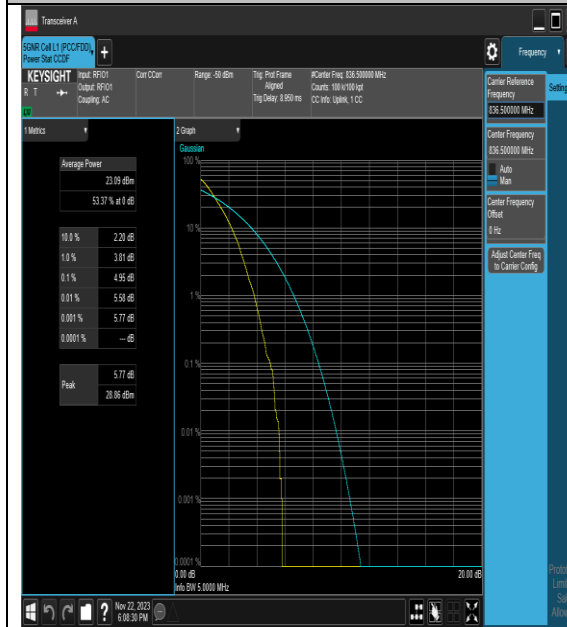 Transceiver A
5GNR Cell L1 (PCC/FDD),
Power Stat CCDF
Frequency
KEYSIGHT
R T
Input: RFIO1
Output: RFIO1
Coupling: AC
Corr CCorr
Range: -50 dBm
Trig: Prot Frame
Aligned
Trig Delay: 8.950 ms
#Center Freq: 836.500000 MHz
Counts: 100 k/100 kpt
CC Info: Uplink, 1 CC
1 Metrics
Average Power
23.09 dBm
53.37 % at 0 dB
10.0 % 2.20 dB
1.0 % 3.81 dB
0.1 % 4.95 dB
0.01 % 5.58 dB
0.001 % 5.77 dB
0.0001 % --- dB
Peak
5.77 dB
28.86 dBm
2 Graph
Gaussian
100 %
10 %
1 %
0.1 %
0.01 %
0.001 %
0.0001 %
0.00 dB
20.00 dB
Info BW 5.0000 MHz
Carrier Reference
Frequency
836.500000 MHz
Setting
Center Frequency
836.500000 MHz
Auto
Man
Center Frequency
Offset
0 Hz
Adjust Center Freq
to Carrier Config
Nov 22, 2023
6:08:30 PM